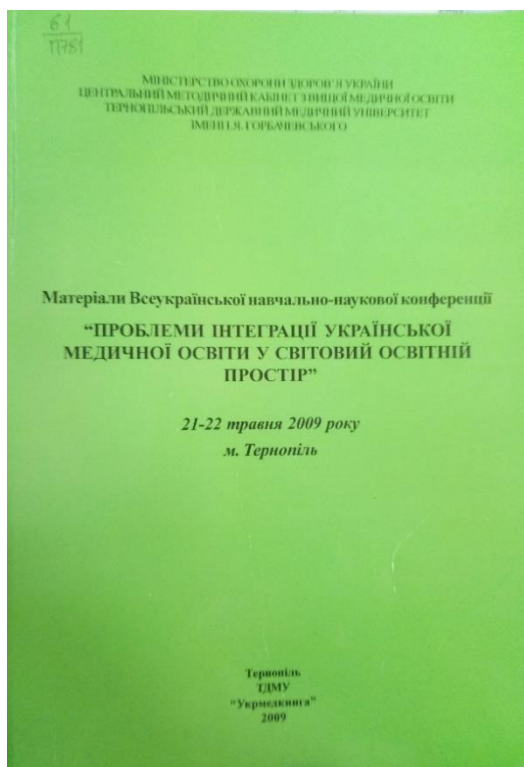 61
П781
МІНІСТЕРСТВО ОХОРОНИ ЗДОРОВ'Я УКРАЇНИ
ЦЕНТРАЛЬНИЙ МЕТОДИЧНИЙ КАБІНЕТ З ВИЩОЇ МЕДИЧНОЇ ОСВІТИ
ТЕРНОПІЛЬСЬКИЙ ДЕРЖАВНИЙ МЕДИЧНИЙ УНІВЕРСИТЕТ
ІМЕНІ І.Я. ГОРБАЧЕВСЬКОГО
Матеріали Всеукраїнської навчально-наукової конференції
“ПРОБЛЕМИ ІНТЕГРАЦІЇ УКРАЇНСЬКОЇ
МЕДИЧНОЇ ОСВІТИ У СВІТОВИЙ ОСВІТНІЙ
ПРОСТІР”
21-22 травня 2009 року
м. Тернопіль
Тернопіль
ТДМУ
“Укрмедкнига”
2009